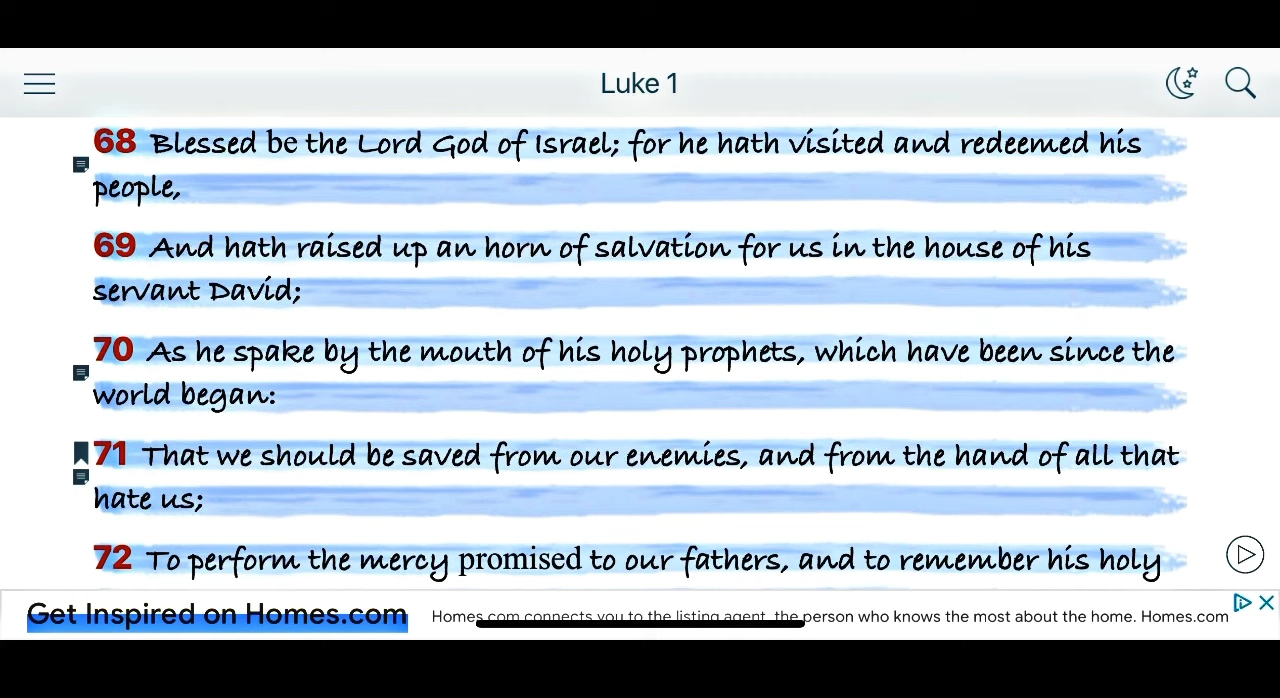 Luke 1
68 Blessed be the Lord God of Israel; for he hath visited and redeemed his
people,
69 And hath raised up an horn of salvation for us in the house of his
servant David;
70 As he spake by the mouth of his holy prophets, which have been since the
world began:
71 That we should be saved from our enemies, and from the hand of all that
hate us;
72 To perform the mercy promised to our fathers, and to remember his holy
Get Inspired on Homes.com
Homes.com connects you to the listing agent, the person who knows the most about the home. Homes.com